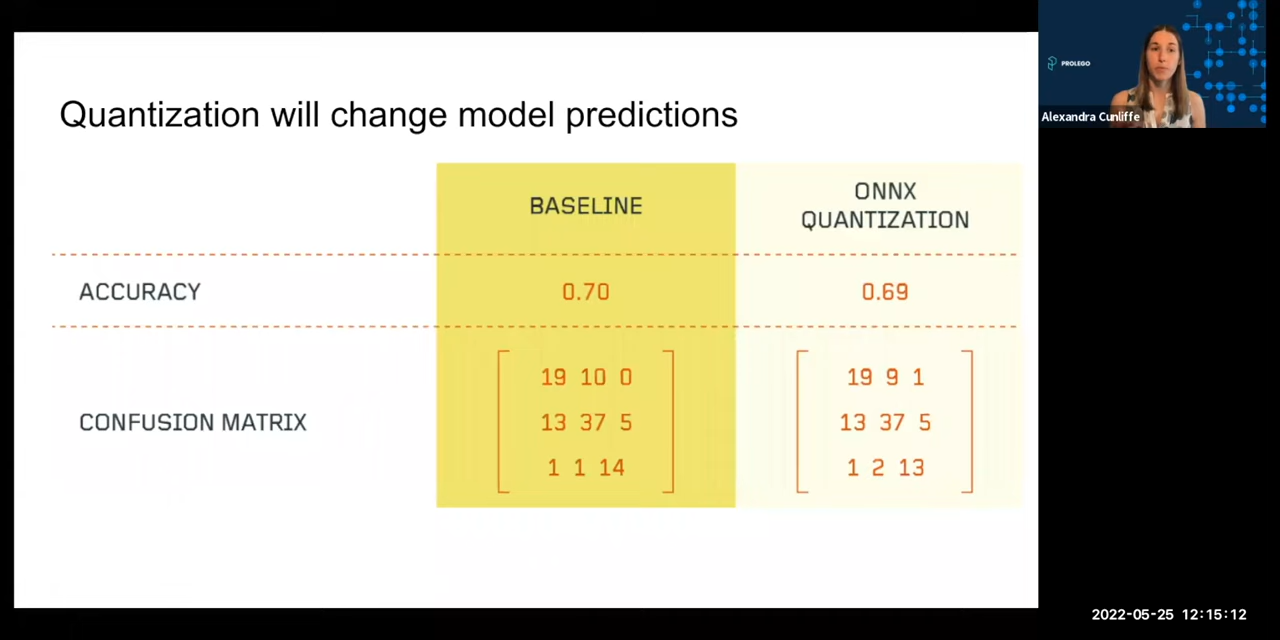 Quantization will change model predictions
BASELINE
ONNX
QUANTIZATION
ACCURACY
0.70
0.69
CONFUSION MATRIX
19 10 0
13 37 5
1 1 14
19 9 1
13 37 5
1 2 13
PROLEGO
Alexandra Cunliffe
2022-05-25 12:15:12